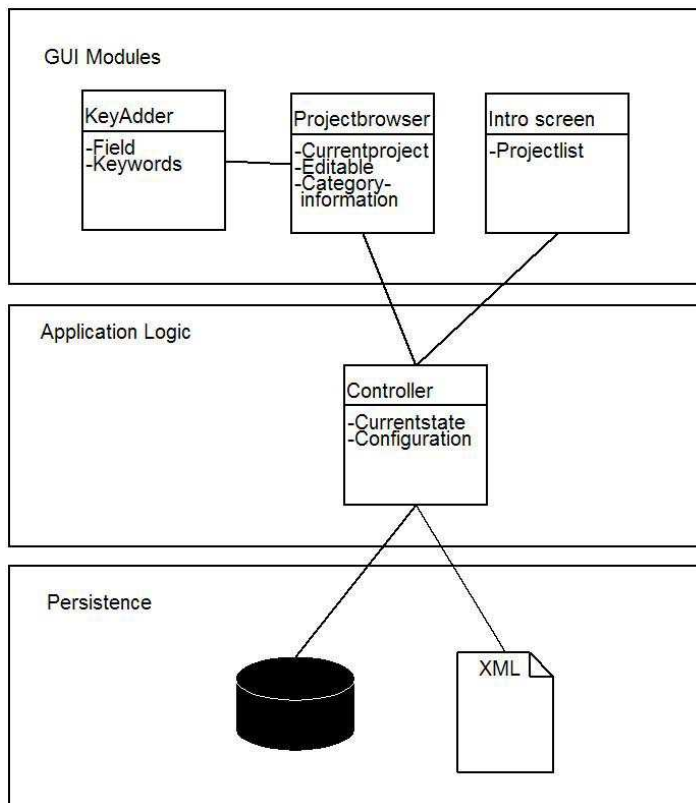 GUI Modules
KeyAdder
-Field
-Keywords
Projectbrowser
-Currentproject
-Editable
-Category-
information
Intro screen
-Projectlist
Application Logic
Controller
-Currentstate
-Configuration
Persistence
XML